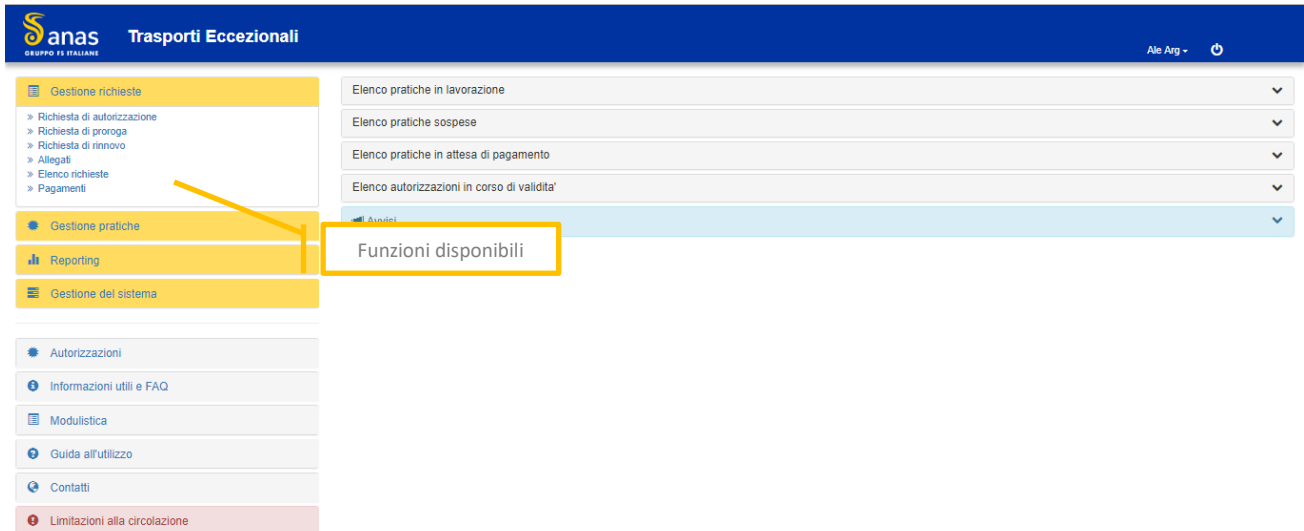 anas
GRUPPO FS ITALIANE
Trasporti Eccezionali
Ale Arg
Gestione richieste
» Richiesta di autorizzazione
» Richiesta di proroga
» Richiesta di rinnovo
» Allegati
» Elenco richieste
» Pagamenti
Gestione pratiche
Reporting
Gestione del sistema
Autorizzazioni
Informazioni utili e FAQ
Modulistica
Guida all'utilizzo
Contatti
Limitazioni alla circolazione
Elenco pratiche in lavorazione
Elenco pratiche sospese
Elenco pratiche in attesa di pagamento
Elenco autorizzazioni in corso di validita'
Avvisi
Funzioni disponibili